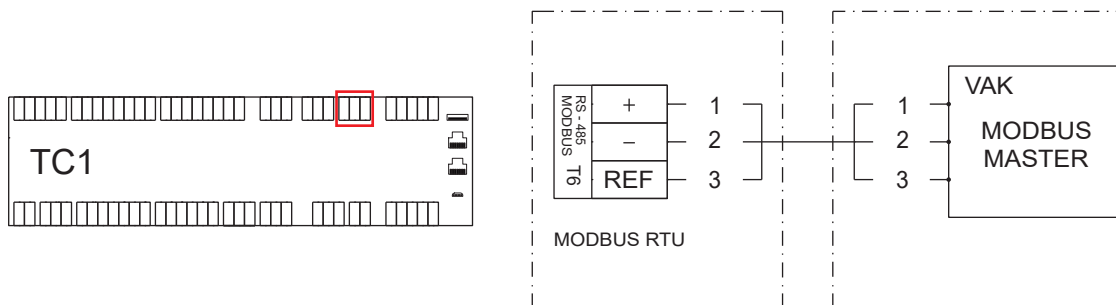 TC1
RS - 485
MODBUS
T6
+
−
REF
1
2
3
MODBUS RTU
1
2
3
VAK
MODBUS
MASTER